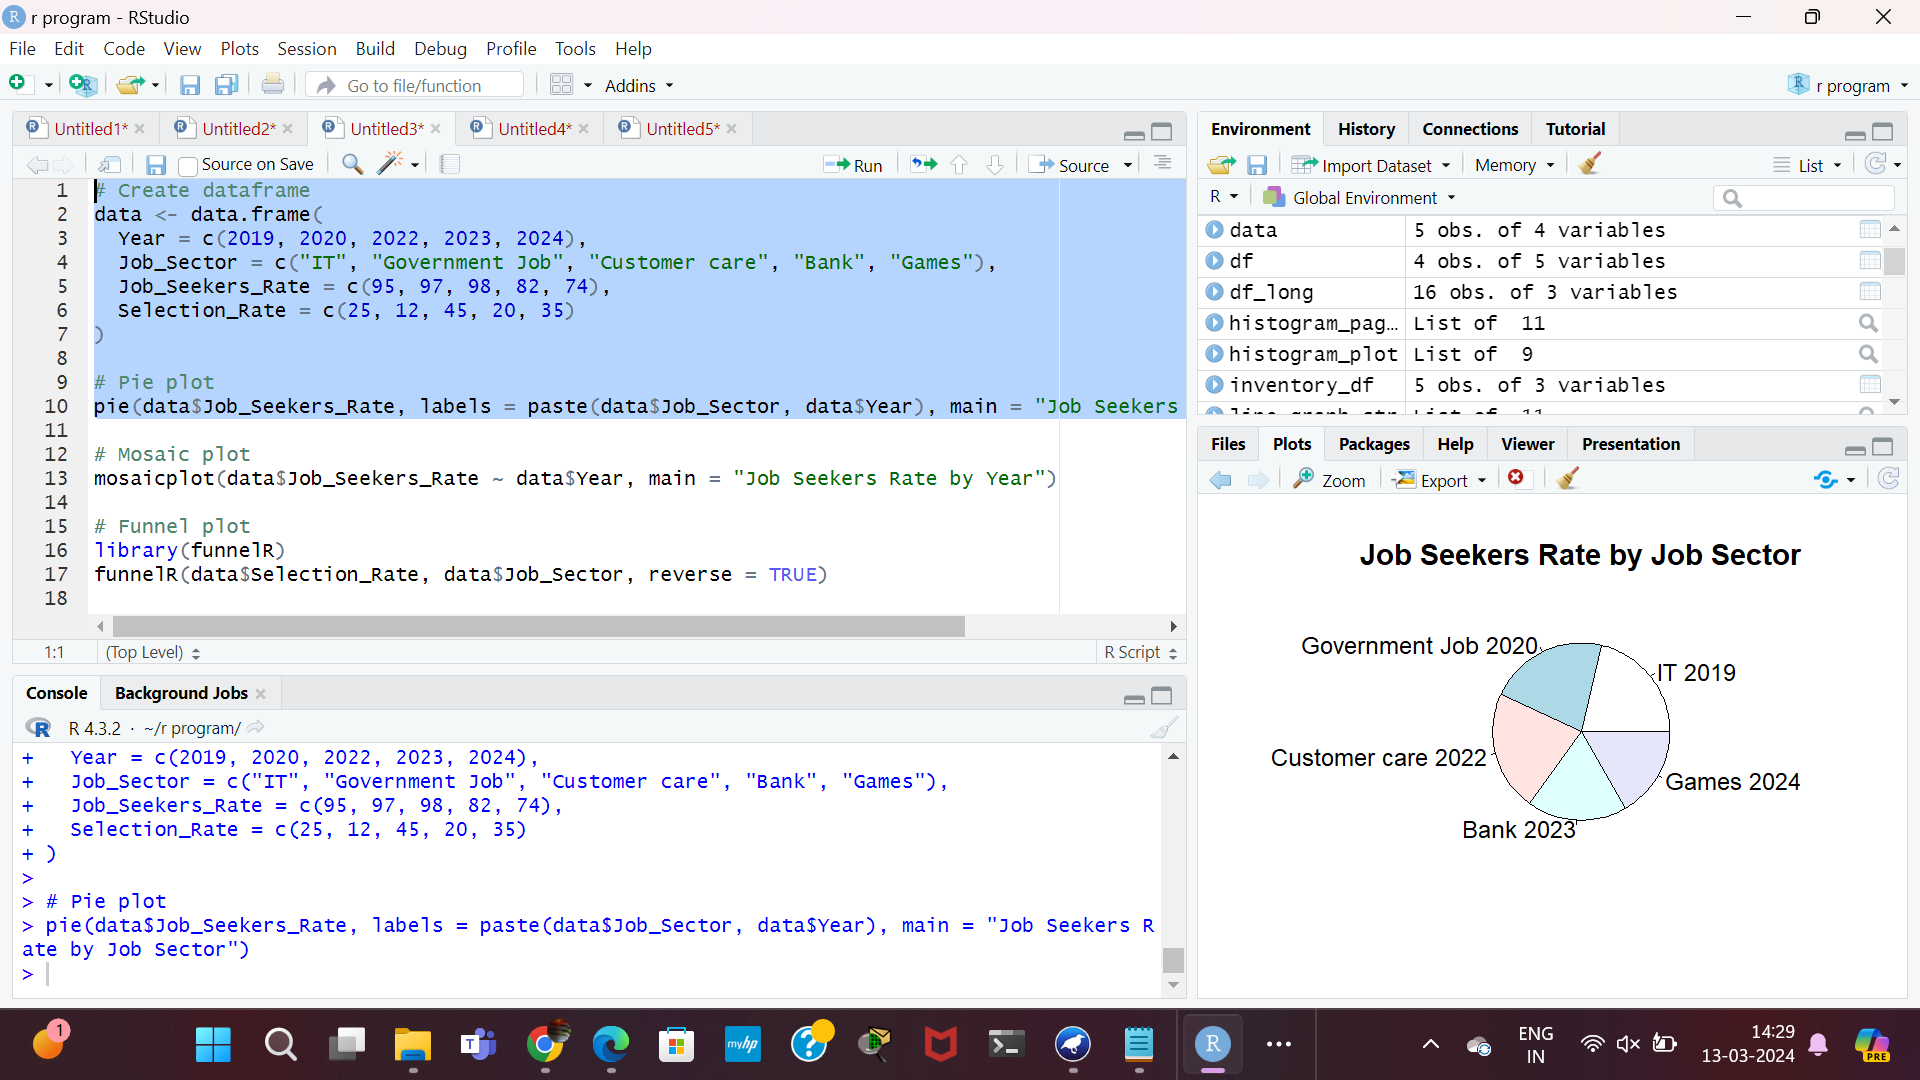 r program - RStudio
File Edit Code View Plots Session Build Debug Profile Tools Help
Go to file/function Addins r program
Untitled1* Untitled2* Untitled3* Untitled4* Untitled5*
Source on Save Run Source
1 # Create dataframe
2 data <- data.frame(
3   Year = c(2019, 2020, 2022, 2023, 2024),
4   Job_Sector = c("IT", "Government Job", "Customer care", "Bank", "Games"),
5   Job_Seekers_Rate = c(95, 97, 98, 82, 74),
6   Selection_Rate = c(25, 12, 45, 20, 35)
7 )
8
9 # Pie plot
10 pie(data$Job_Seekers_Rate, labels = paste(data$Job_Sector, data$Year), main = "Job Seekers
11
12 # Mosaic plot
13 mosaicplot(data$Job_Seekers_Rate ~ data$Year, main = "Job Seekers Rate by Year")
14
15 # Funnel plot
16 library(funnelR)
17 funnelR(data$Selection_Rate, data$Job_Sector, reverse = TRUE)
18
1:1 (Top Level) R Script
Console Background Jobs
R R 4.3.2 · ~/r program/
+   Year = c(2019, 2020, 2022, 2023, 2024),
+   Job_Sector = c("IT", "Government Job", "Customer care", "Bank", "Games"),
+   Job_Seekers_Rate = c(95, 97, 98, 82, 74),
+   Selection_Rate = c(25, 12, 45, 20, 35)
+ )
>
> # Pie plot
> pie(data$Job_Seekers_Rate, labels = paste(data$Job_Sector, data$Year), main = "Job Seekers R
ate by Job Sector")
>
Environment History Connections Tutorial
Import Dataset Memory List
R Global Environment
data 5 obs. of 4 variables
df 4 obs. of 5 variables
df_long 16 obs. of 3 variables
histogram_pag… List of 11
histogram_plot List of 9
inventory_df 5 obs. of 3 variables
Files Plots Packages Help Viewer Presentation
Zoom Export
Job Seekers Rate by Job Sector
Government Job 2020
IT 2019
Customer care 2022
Games 2024
Bank 2023
1 myhp R ENG IN 14:29 13-03-2024 PRE